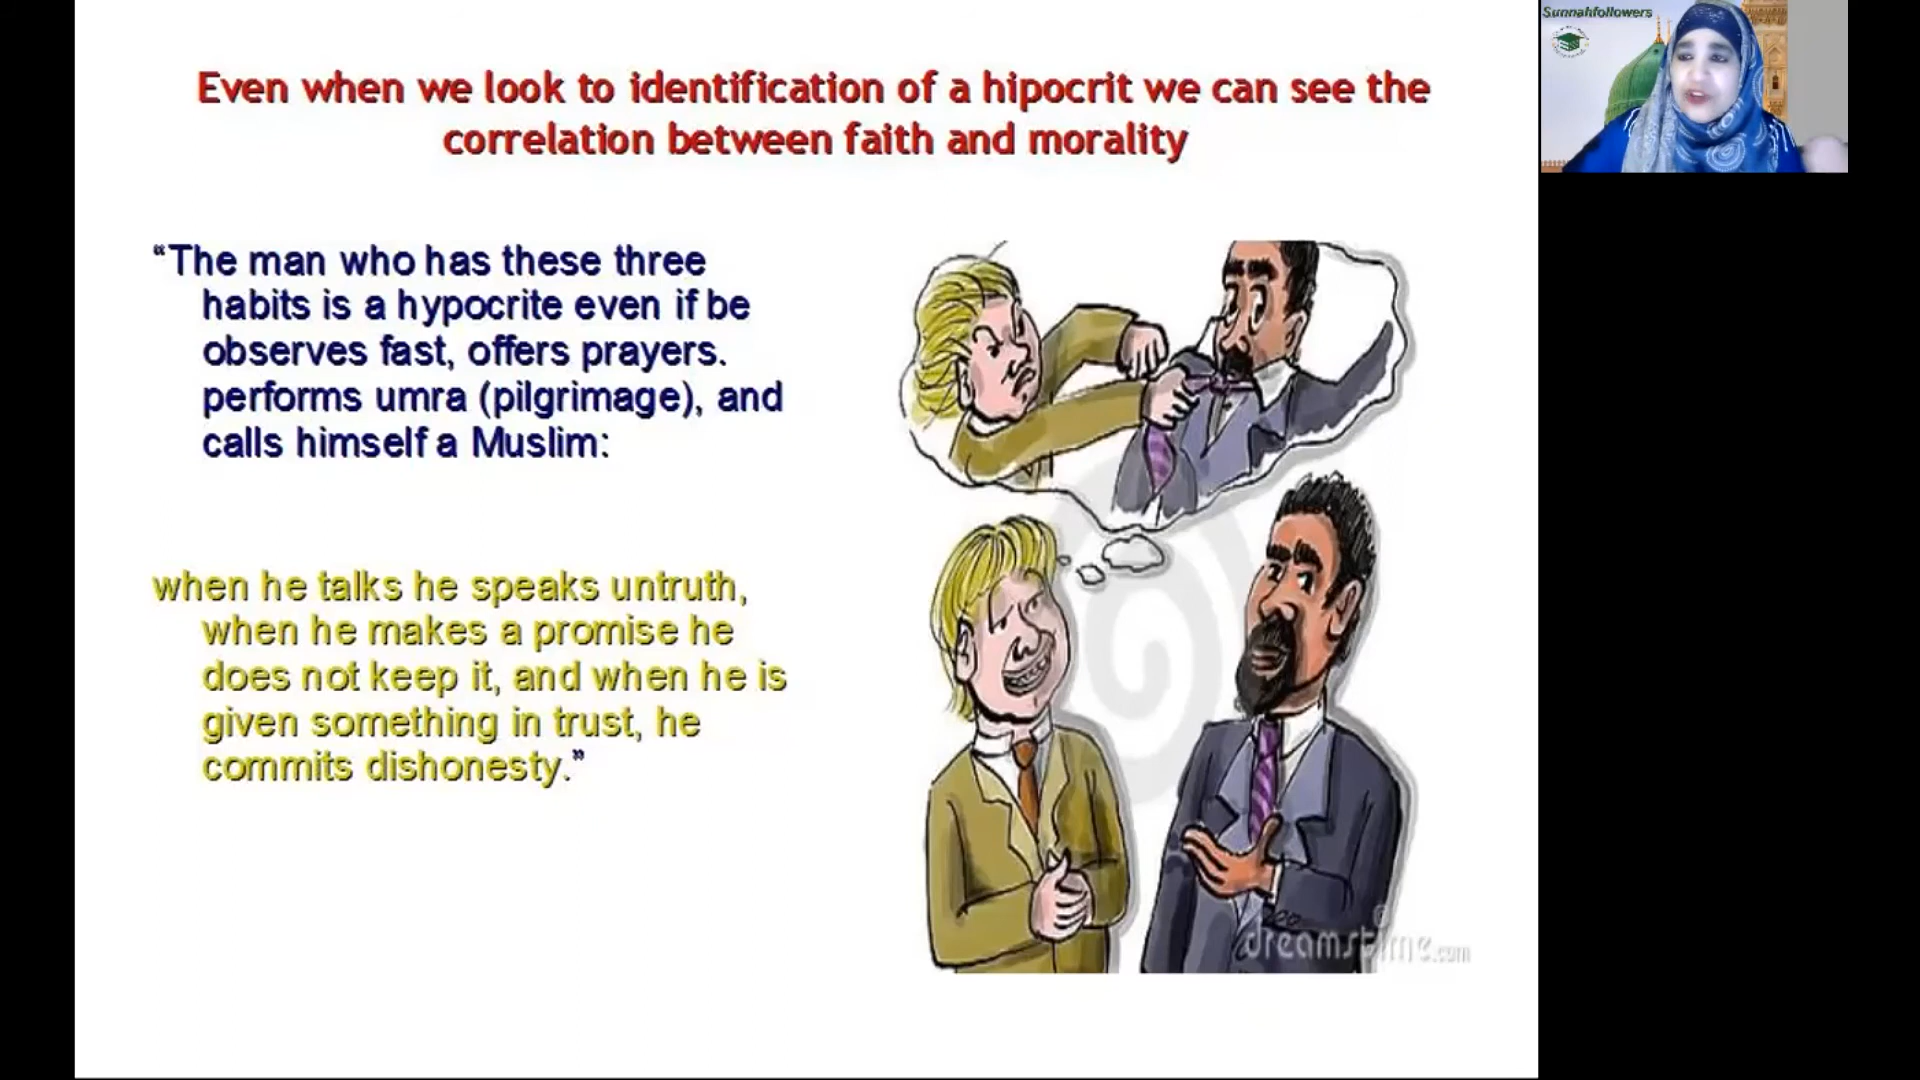 Sunnahfollowers
Even when we look to identification of a hipocrit we can see the
correlation between faith and morality
“The man who has these three
habits is a hypocrite even if be
observes fast, offers prayers.
performs umra (pilgrimage), and
calls himself a Muslim:
when he talks he speaks untruth,
when he makes a promise he
does not keep it, and when he is
given something in trust, he
commits dishonesty.”
dreamstime.com